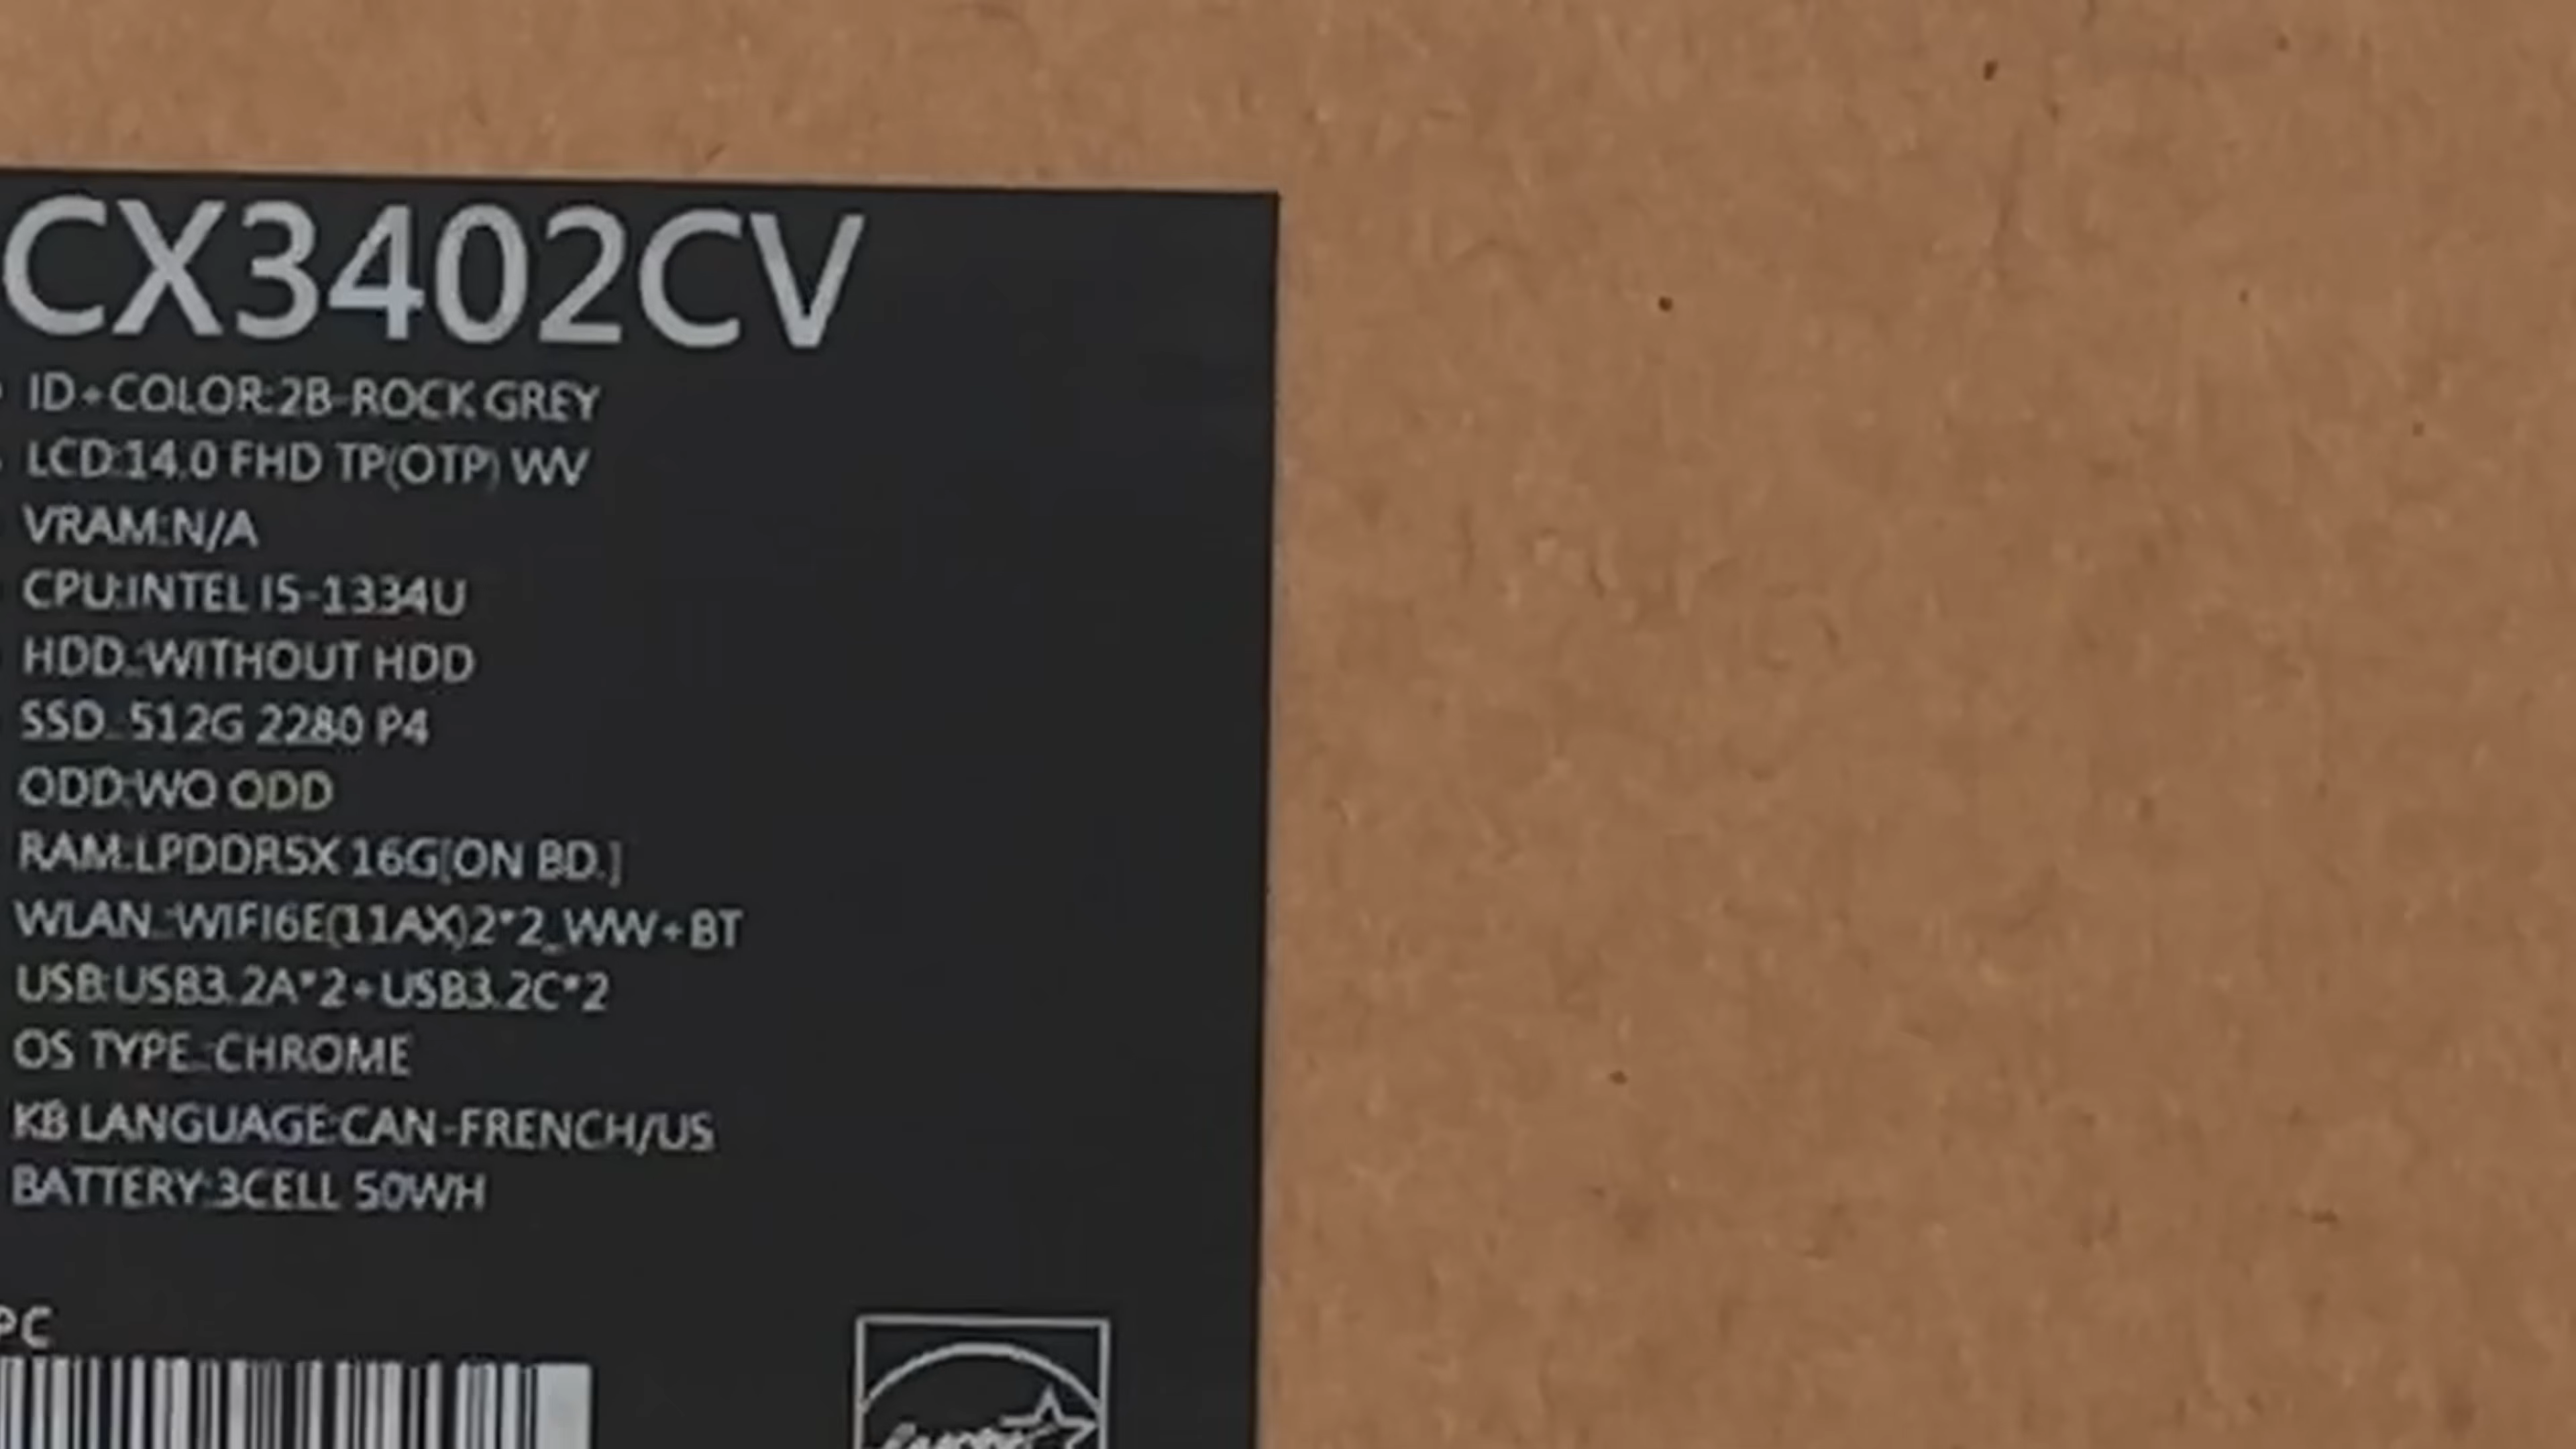 CX3402CV
ID+COLOR:2B-ROCK GREY
LCD:14.0 FHD TP(OTP) WV
VRAM:N/A
CPU:INTEL I5-1334U
HDD.:WITHOUT HDD
SSD.:512G 2280 P4
ODD:WO ODD
RAM:LPDDR5X 16G[ON BD.]
WLAN.:WIFI6E(11AX)2*2_WW+BT
USB:USB3.2A*2+USB3.2C*2
OS TYPE.:CHROME
KB LANGUAGE:CAN-FRENCH/US
BATTERY:3CELL 50WH
PC